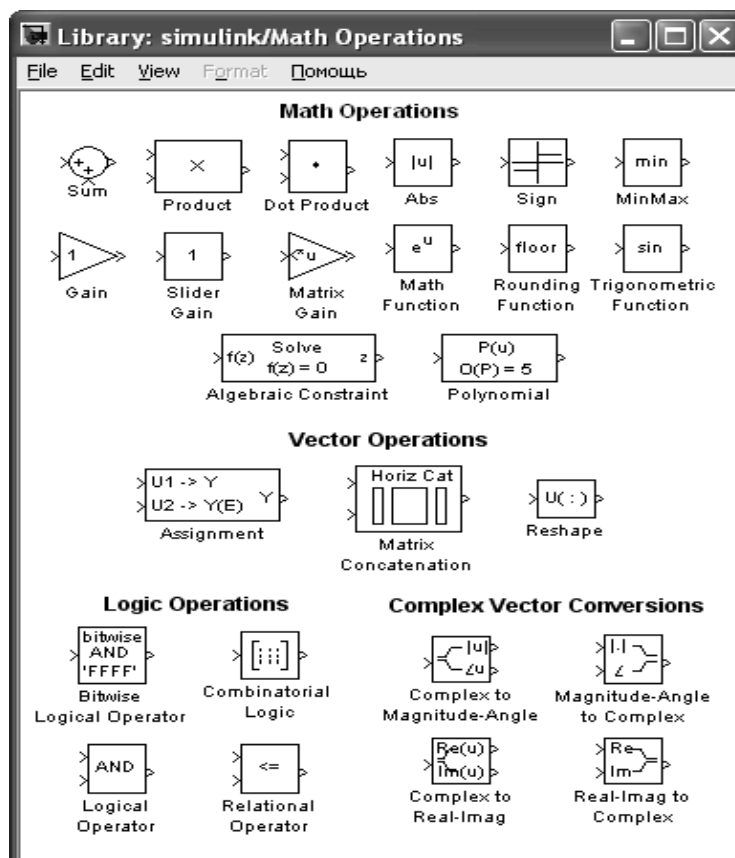 Library: simulink/Math Operations
File Edit View Format Помощь
Math Operations
+ + × • |u| min
Sum Product Dot Product Abs Sign MinMax
1 1 u e^u floor sin
Gain Slider Gain Matrix Gain Math Function Rounding Function Trigonometric Function
f(z) Solve f(z) = 0 z P(u) O(P) = 5
Algebraic Constraint Polynomial
Vector Operations
U1 -> Y U2 -> Y(E) Y Horiz Cat U( : )
Assignment Matrix Concatenation Reshape
Logic Operations Complex Vector Conversions
bitwise AND 'FFFF' [:::] |u| ∠u |.| ∠
Bitwise Logical Operator Combinatorial Logic Complex to Magnitude-Angle Magnitude-Angle to Complex
AND <= Re(u) Im(u) Re Im
Logical Operator Relational Operator Complex to Real-Imag Real-Imag to Complex